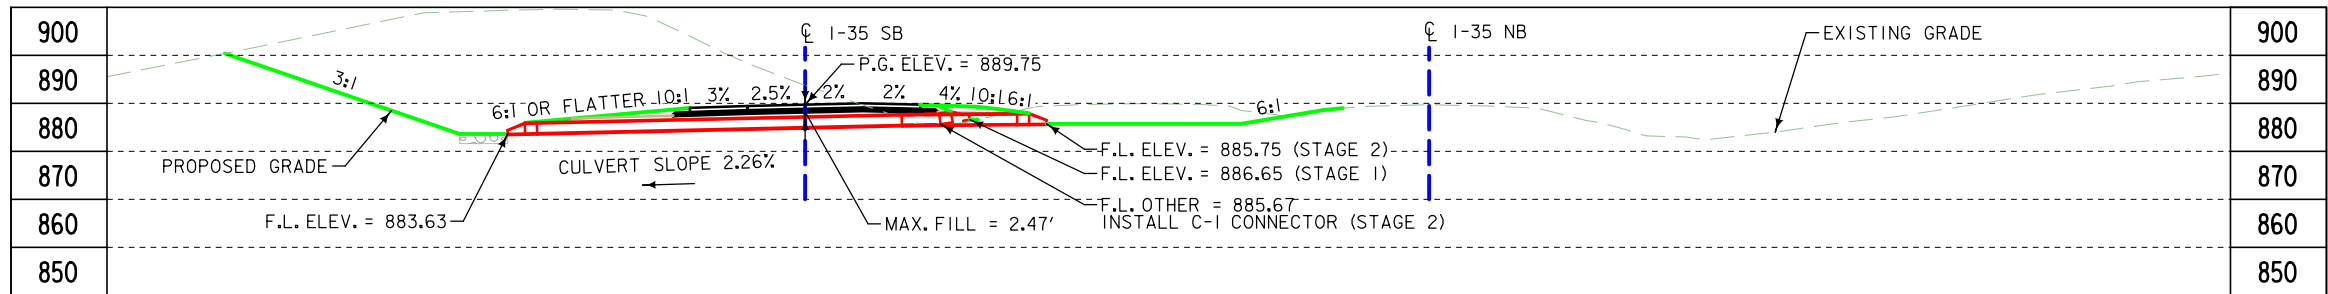 900
℄ I-35 SB
℄ I-35 NB
EXISTING GRADE
900
P.G. ELEV. = 889.75
890
3:1
6:1 OR FLATTER 10:1 3% 2.5% 2% 2% 4% 10:1 6:1
6:1
890
880
880
PROPOSED GRADE
CULVERT SLOPE 2.26%
F.L. ELEV. = 885.75 (STAGE 2)
870
F.L. ELEV. = 886.65 (STAGE 1)
870
F.L. OTHER = 885.67
INSTALL C-1 CONNECTOR (STAGE 2)
860
F.L. ELEV. = 883.63
MAX. FILL = 2.47'
860
850
850